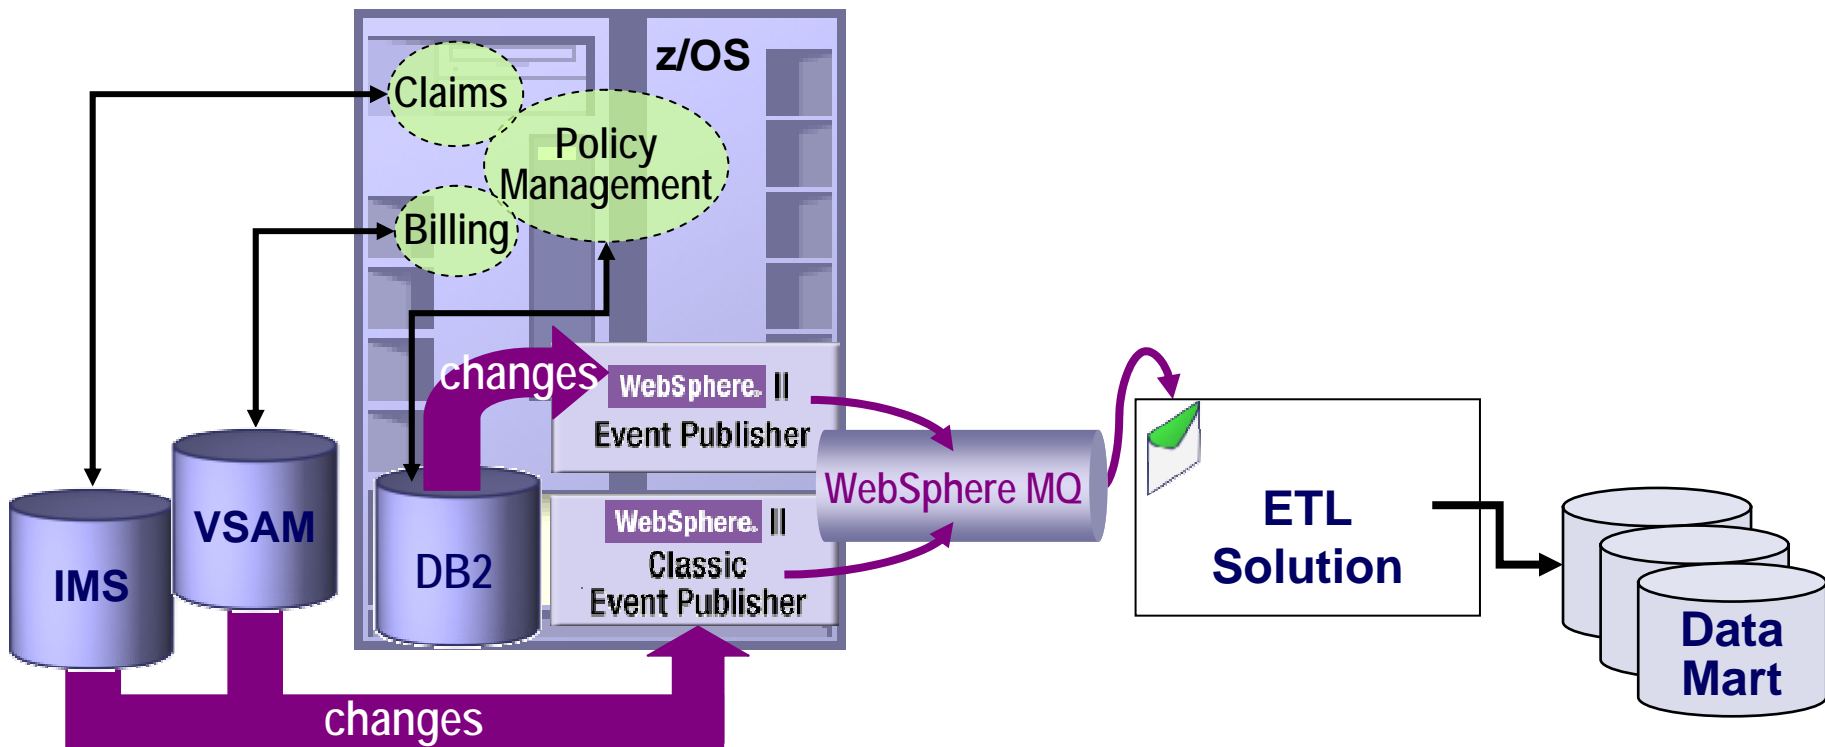 z/OS
Claims
Policy
Management
Billing
changes
WebSphere® II
Event Publisher
WebSphere MQ
WebSphere® II
Classic
Event Publisher
IMS
VSAM
DB2
changes
ETL
Solution
Data
Mart